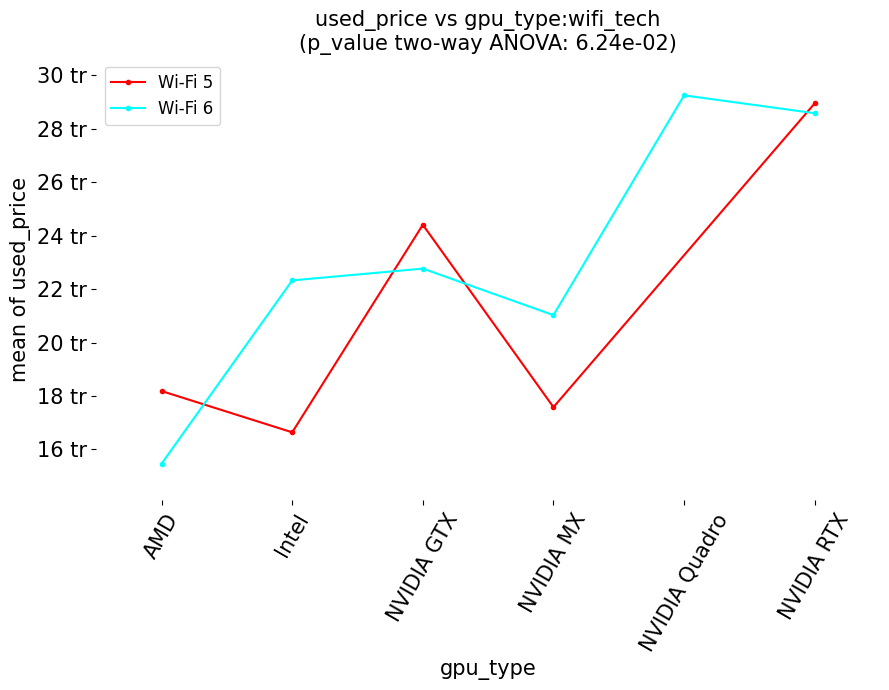 used_price vs gpu_type:wifi_tech
(p_value two-way ANOVA: 6.24e-02)
Wi-Fi 5
Wi-Fi 6
mean of used_price
30 tr
28 tr
26 tr
24 tr
22 tr
20 tr
18 tr
16 tr
AMD
Intel
NVIDIA GTX
NVIDIA MX
NVIDIA Quadro
NVIDIA RTX
gpu_type